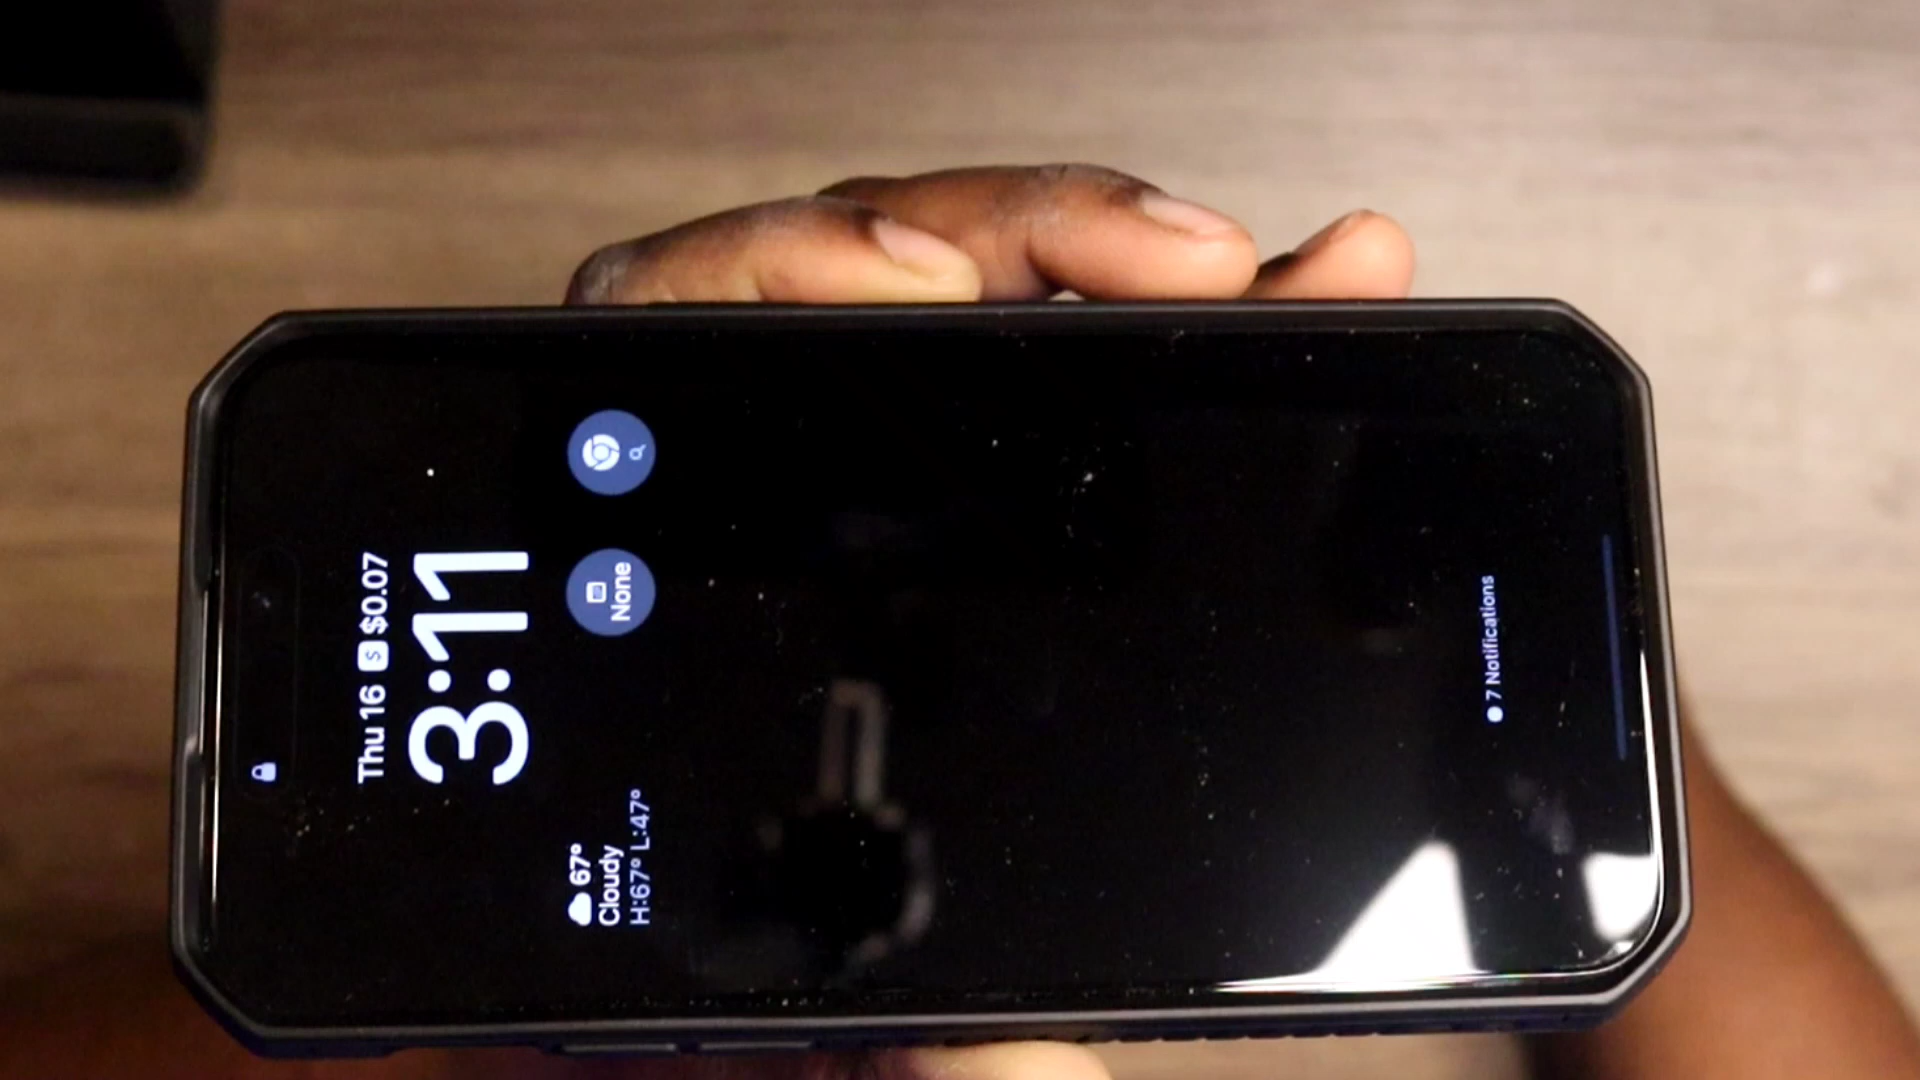 Thu 16 $ $0.07
3:11
67°
Cloudy
H:67° L:47°
None
7 Notifications